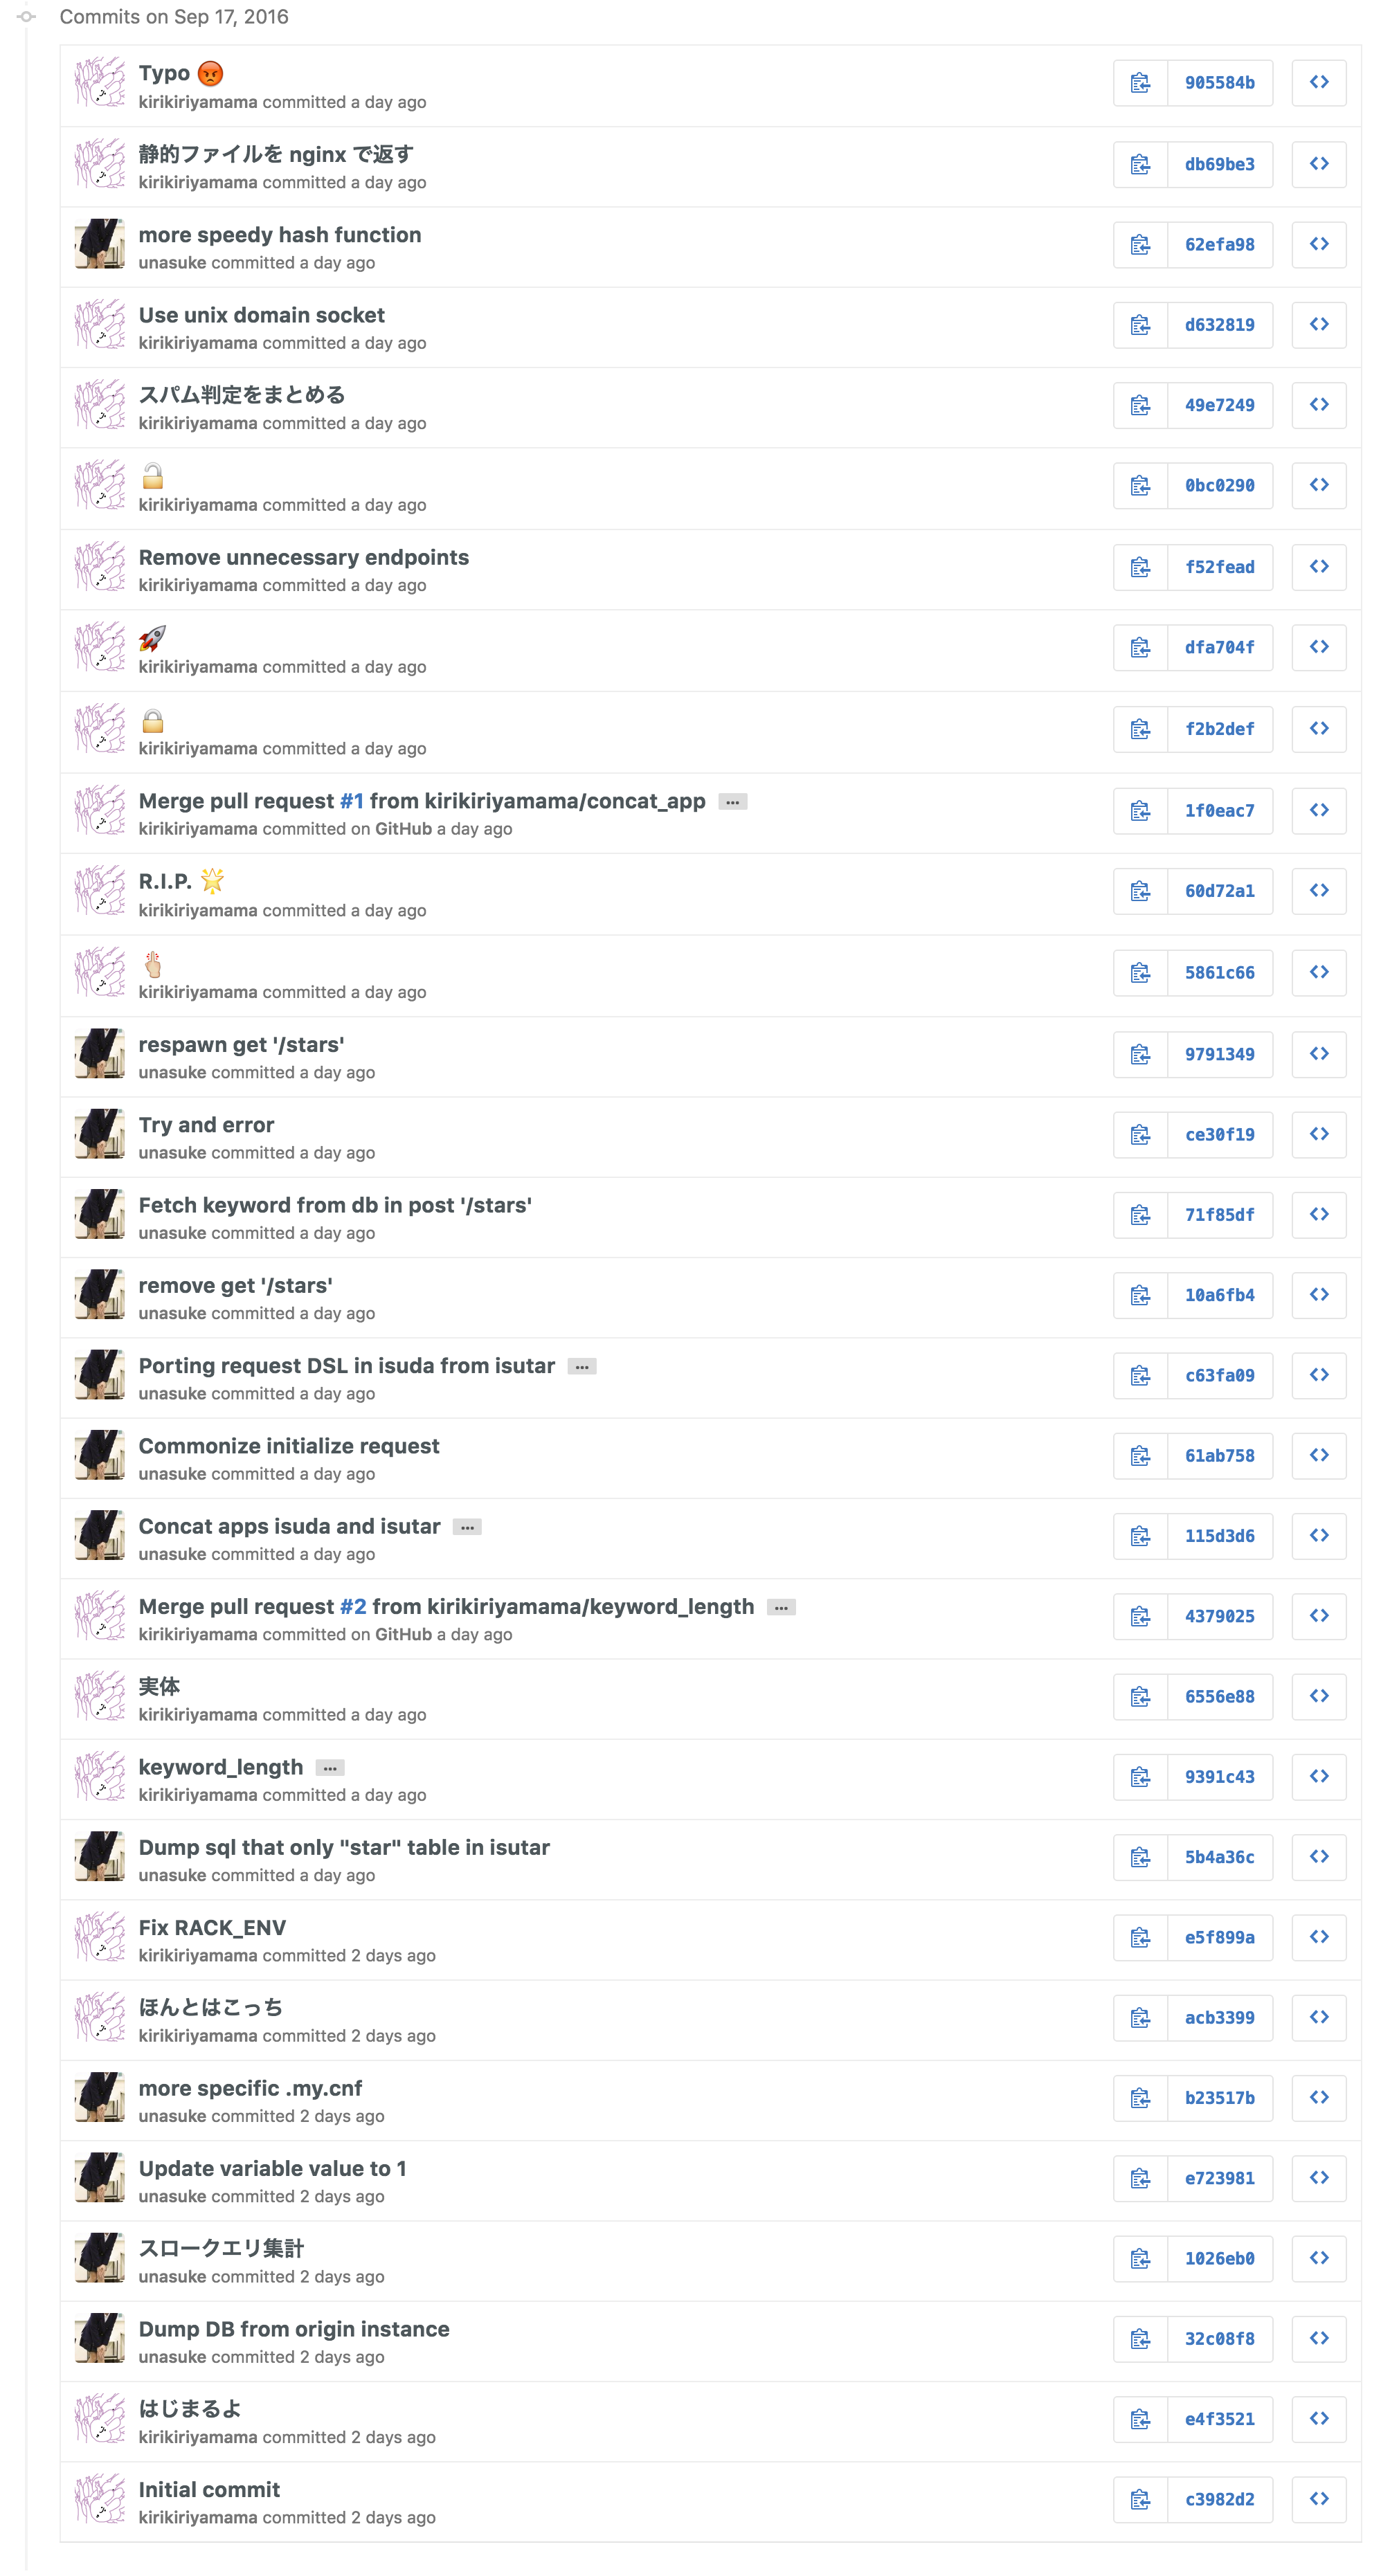 Commits on Sep 17, 2016
Typo 😡
kirikiriyamama committed a day ago
905584b
静的ファイルを nginx で返す
kirikiriyamama committed a day ago
db69be3
more speedy hash function
unasuke committed a day ago
62efa98
Use unix domain socket
kirikiriyamama committed a day ago
d632819
スパム判定をまとめる
kirikiriyamama committed a day ago
49e7249
🔓
kirikiriyamama committed a day ago
0bc0290
Remove unnecessary endpoints
kirikiriyamama committed a day ago
f52fead
🚀
kirikiriyamama committed a day ago
dfa704f
🔒
kirikiriyamama committed a day ago
f2b2def
Merge pull request #1 from kirikiriyamama/concat_app …
kirikiriyamama committed on GitHub a day ago
1f0eac7
R.I.P. 🌟
kirikiriyamama committed a day ago
60d72a1
kirikiriyamama committed a day ago
5861c66
respawn get '/stars'
unasuke committed a day ago
9791349
Try and error
unasuke committed a day ago
ce30f19
Fetch keyword from db in post '/stars'
unasuke committed a day ago
71f85df
remove get '/stars'
unasuke committed a day ago
10a6fb4
Porting request DSL in isuda from isutar …
unasuke committed a day ago
c63fa09
Commonize initialize request
unasuke committed a day ago
61ab758
Concat apps isuda and isutar …
unasuke committed a day ago
115d3d6
Merge pull request #2 from kirikiriyamama/keyword_length …
kirikiriyamama committed on GitHub a day ago
4379025
実体
kirikiriyamama committed a day ago
6556e88
keyword_length …
kirikiriyamama committed a day ago
9391c43
Dump sql that only "star" table in isutar
unasuke committed a day ago
5b4a36c
Fix RACK_ENV
kirikiriyamama committed 2 days ago
e5f899a
ほんとはこっち
kirikiriyamama committed 2 days ago
acb3399
more specific .my.cnf
unasuke committed 2 days ago
b23517b
Update variable value to 1
unasuke committed 2 days ago
e723981
スロークエリ集計
unasuke committed 2 days ago
1026eb0
Dump DB from origin instance
unasuke committed 2 days ago
32c08f8
はじまるよ
kirikiriyamama committed 2 days ago
e4f3521
Initial commit
kirikiriyamama committed 2 days ago
c3982d2